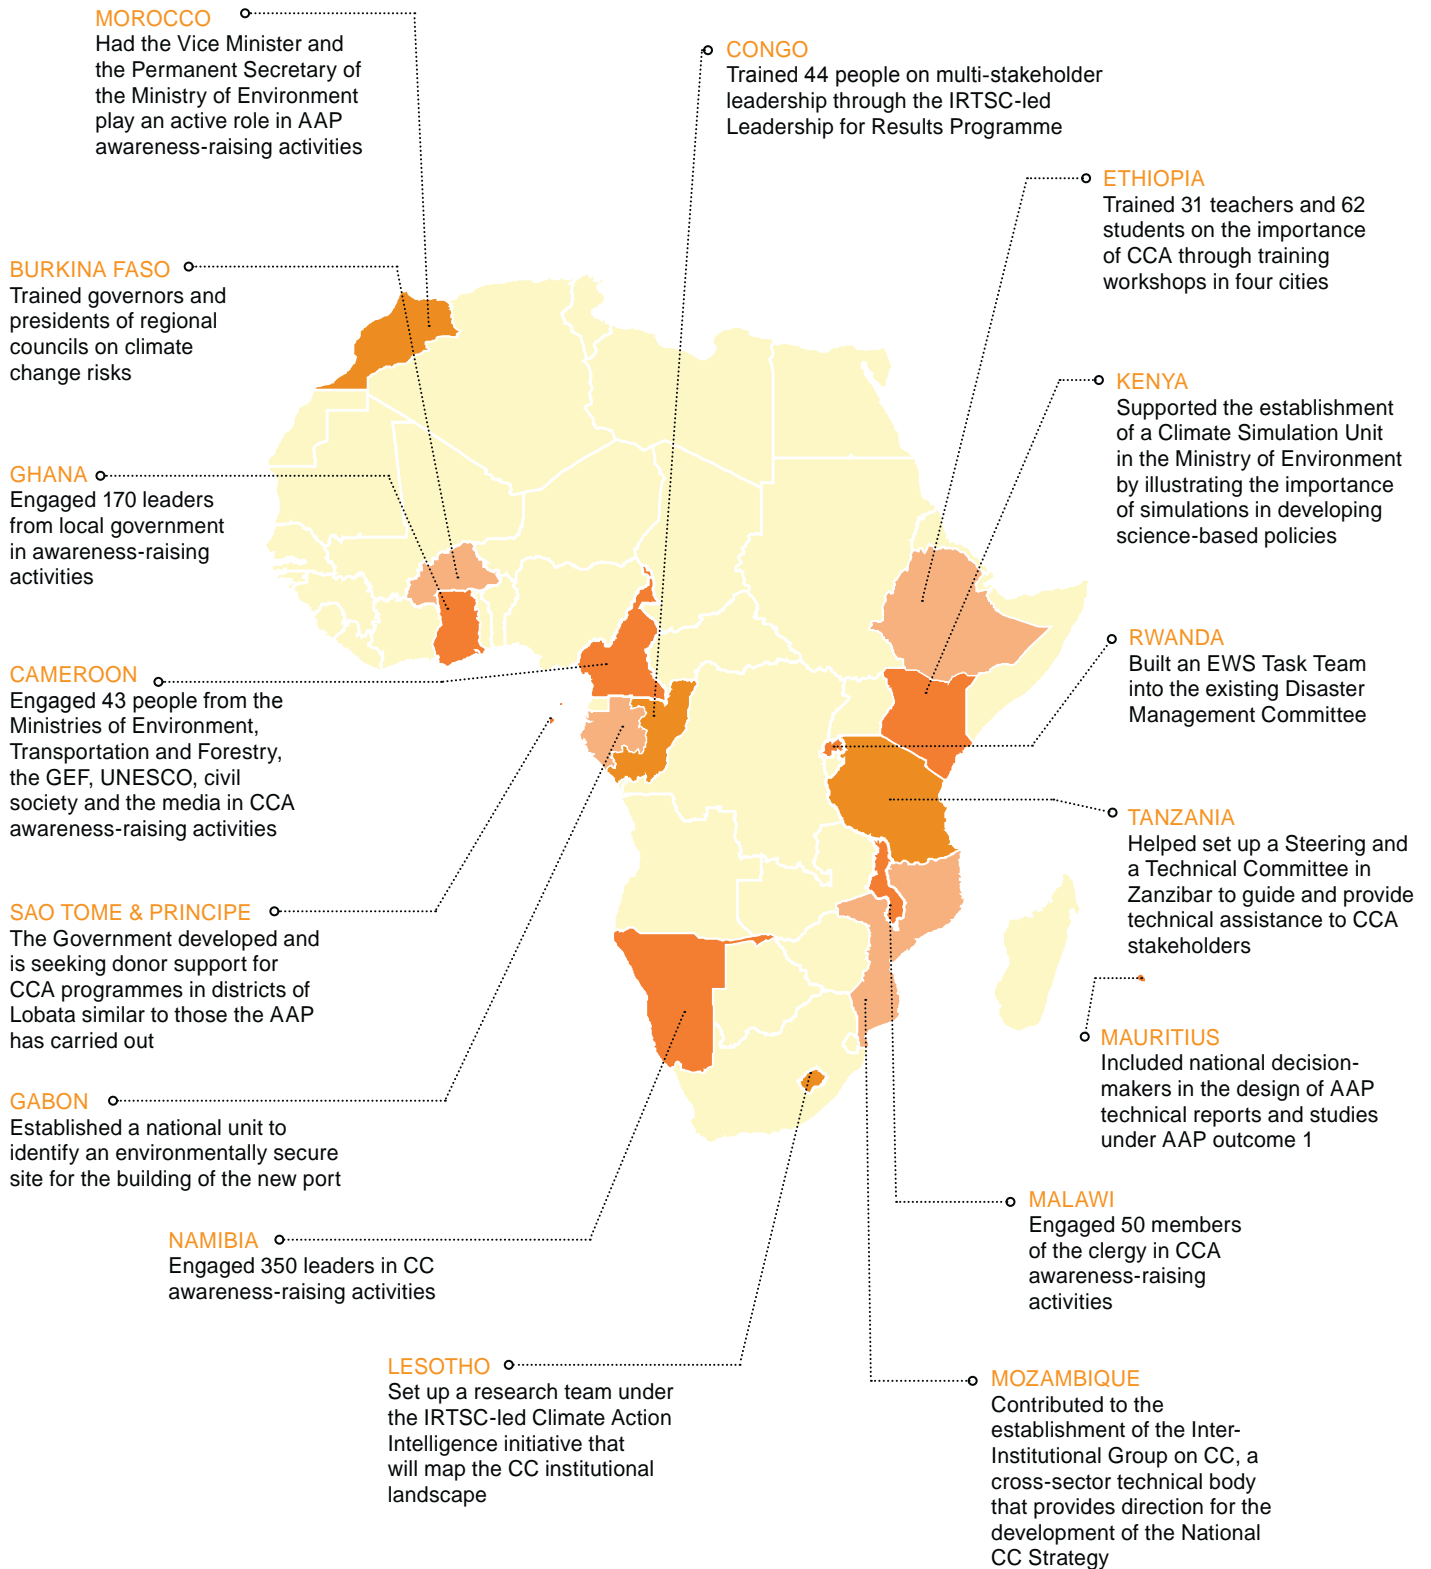 MOROCCO
Had the Vice Minister and
the Permanent Secretary of
the Ministry of Environment
play an active role in AAP
awareness-raising activities
CONGO
Trained 44 people on multi-stakeholder
leadership through the IRTSC-led
Leadership for Results Programme
ETHIOPIA
Trained 31 teachers and 62
students on the importance
of CCA through training
workshops in four cities
BURKINA FASO
Trained governors and
presidents of regional
councils on climate
change risks
KENYA
Supported the establishment
of a Climate Simulation Unit
in the Ministry of Environment
by illustrating the importance
of simulations in developing
science-based policies
GHANA
Engaged 170 leaders
from local government
in awareness-raising
activities
RWANDA
Built an EWS Task Team
into the existing Disaster
Management Committee
CAMEROON
Engaged 43 people from the
Ministries of Environment,
Transportation and Forestry,
the GEF, UNESCO, civil
society and the media in CCA
awareness-raising activities
TANZANIA
Helped set up a Steering and
a Technical Committee in
Zanzibar to guide and provide
technical assistance to CCA
stakeholders
SAO TOME & PRINCIPE
The Government developed and
is seeking donor support for
CCA programmes in districts of
Lobata similar to those the AAP
has carried out
MAURITIUS
Included national decision-
makers in the design of AAP
technical reports and studies
under AAP outcome 1
GABON
Established a national unit to
identify an environmentally secure
site for the building of the new port
MALAWI
Engaged 50 members
of the clergy in CCA
awareness-raising
activities
NAMIBIA
Engaged 350 leaders in CC
awareness-raising activities
LESOTHO
Set up a research team under
the IRTSC-led Climate Action
Intelligence initiative that
will map the CC institutional
landscape
MOZAMBIQUE
Contributed to the
establishment of the Inter-
Institutional Group on CC, a
cross-sector technical body
that provides direction for the
development of the National
CC Strategy